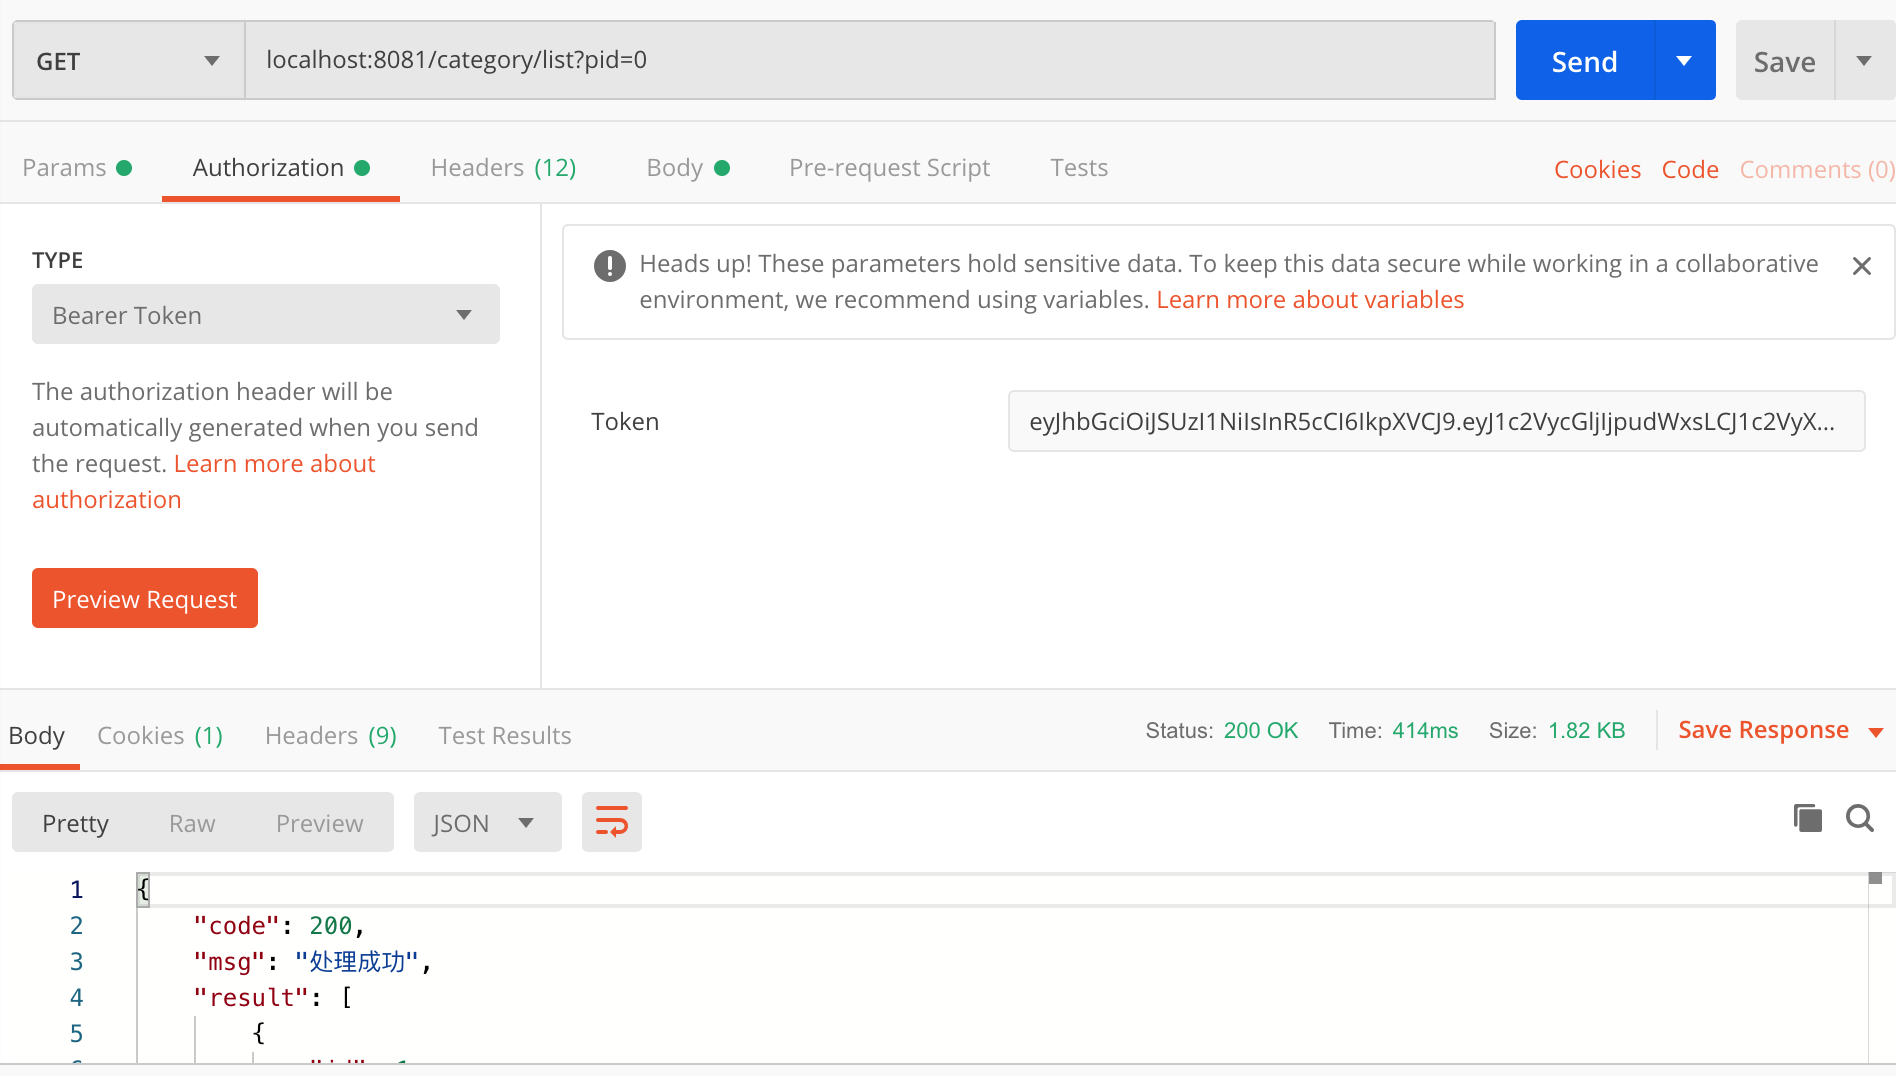 GET
localhost:8081/category/list?pid=0
Send
Save
Params
Authorization
Headers (12)
Body
Pre-request Script
Tests
Cookies
Code
Comments (0)
TYPE
Bearer Token
The authorization header will be
automatically generated when you send
the request. Learn more about
authorization
Preview Request
Heads up! These parameters hold sensitive data. To keep this data secure while working in a collaborative
environment, we recommend using variables. Learn more about variables
Token
eyJhbGciOiJSUzI1NiIsInR5cCI6IkpXVCJ9.eyJ1c2VycGljIjpudWxsLCJ1c2VyX...
Body
Cookies (1)
Headers (9)
Test Results
Status: 200 OK
Time: 414ms
Size: 1.82 KB
Save Response
Pretty
Raw
Preview
JSON
1 {
2 "code": 200,
3 "msg": "处理成功",
4 "result": [
5 {